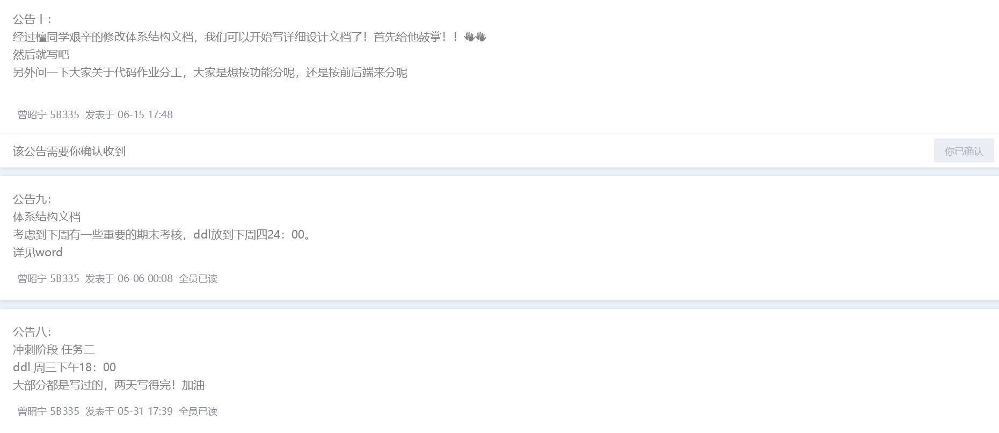 公告十：
经过檀同学艰辛的修改体系结构文档，我们可以开始写详细设计文档了！首先给他鼓掌！！👋👋
然后就写吧
另外问一下大家关于代码作业分工，大家是想按功能分呢，还是按前后端来分呢
曾昭宁 5B335 发表于 06-15 17:48
该公告需要你确认收到
你已确认
公告九：
体系结构文档
考虑到下周有一些重要的期末考核，ddl放到下周四24：00。
详见word
曾昭宁 5B335 发表于 06-06 00:08 全员已读
公告八：
冲刺阶段 任务二
ddl 周三下午18：00
大部分都是写过的，两天写得完！加油
曾昭宁 5B335 发表于 05-31 17:39 全员已读